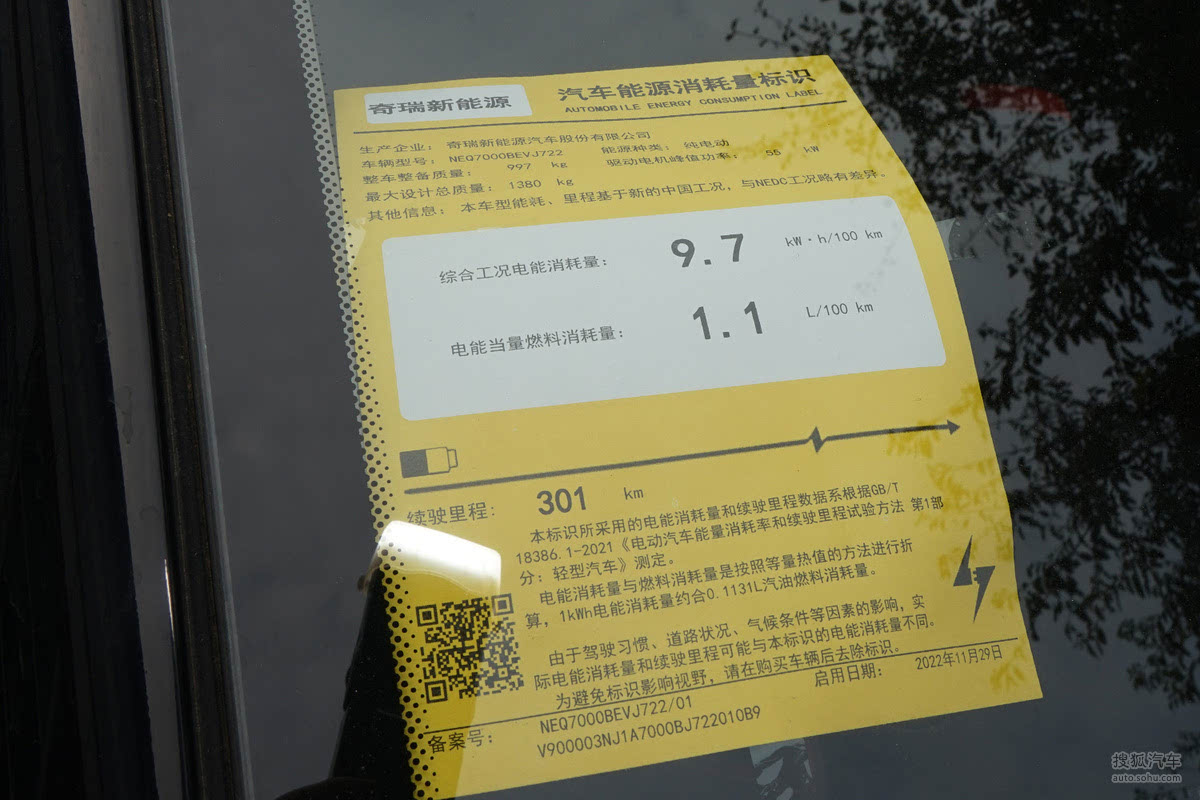 奇瑞新能源
汽车能源消耗量标识
AUTOMOBILE ENERGY CONSUMPTION LABEL
生产企业： 奇瑞新能源汽车股份有限公司
车辆型号： NEQ7000BEVJ722 能源种类： 纯电动
整车整备质量： 997 kg 驱动电机峰值功率： 55 kW
最大设计总质量： 1380 kg
其他信息： 本车型能耗、里程基于新的中国工况，与NEDC工况略有差异。
综合工况电能消耗量： 9.7 kW·h/100 km
电能当量燃料消耗量： 1.1 L/100 km
续驶里程： 301 km
本标识所采用的电能消耗量和续驶里程数据系根据GB/T
18386.1-2021《电动汽车能量消耗率和续驶里程试验方法 第1部
分：轻型汽车》测定。
电能消耗量与燃料消耗量是按照等量热值的方法进行折
算，1kWh电能消耗量约合0.1131L汽油燃料消耗量。
由于驾驶习惯、道路状况、气候条件等因素的影响，实
际电能消耗量和续驶里程可能与本标识的电能消耗量不同。
为避免标识影响视野，请在购买车辆后去除标识。
启用日期： 2022年11月29日
备案号： NEQ7000BEVJ722/01
V900003NJ1A7000BJ722010B9
搜狐汽车
auto.sohu.com